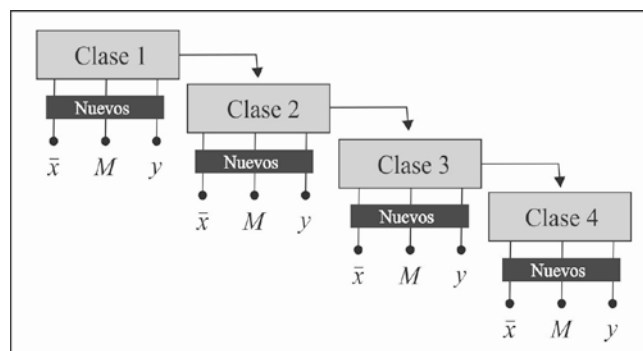 Clase 1
Nuevos
x̄ M y
Clase 2
Nuevos
x̄ M y
Clase 3
Nuevos
x̄ M y
Clase 4
Nuevos
x̄ M y